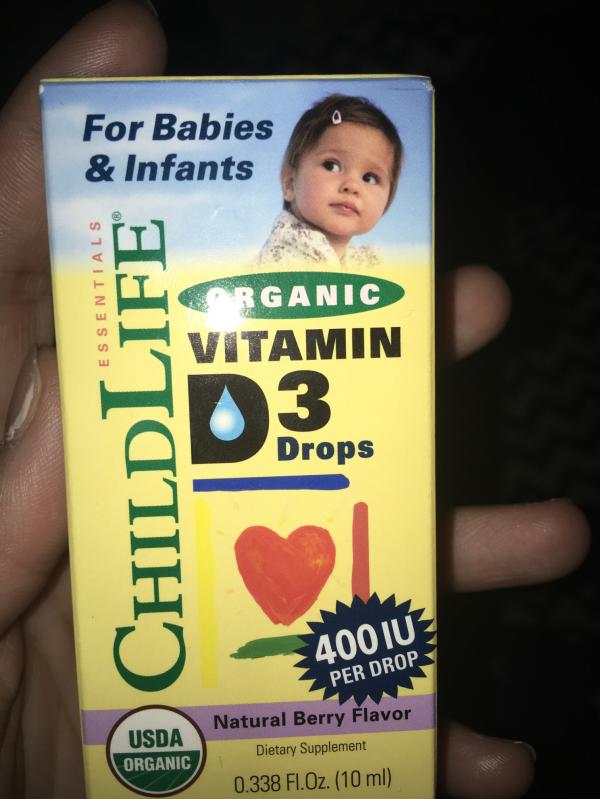 For Babies
& Infants
ESSENTIALS
CHILDLIFE®
ORGANIC
VITAMIN
D3
Drops
400 IU
PER DROP
Natural Berry Flavor
USDA
ORGANIC
Dietary Supplement
0.338 Fl.Oz. (10 ml)